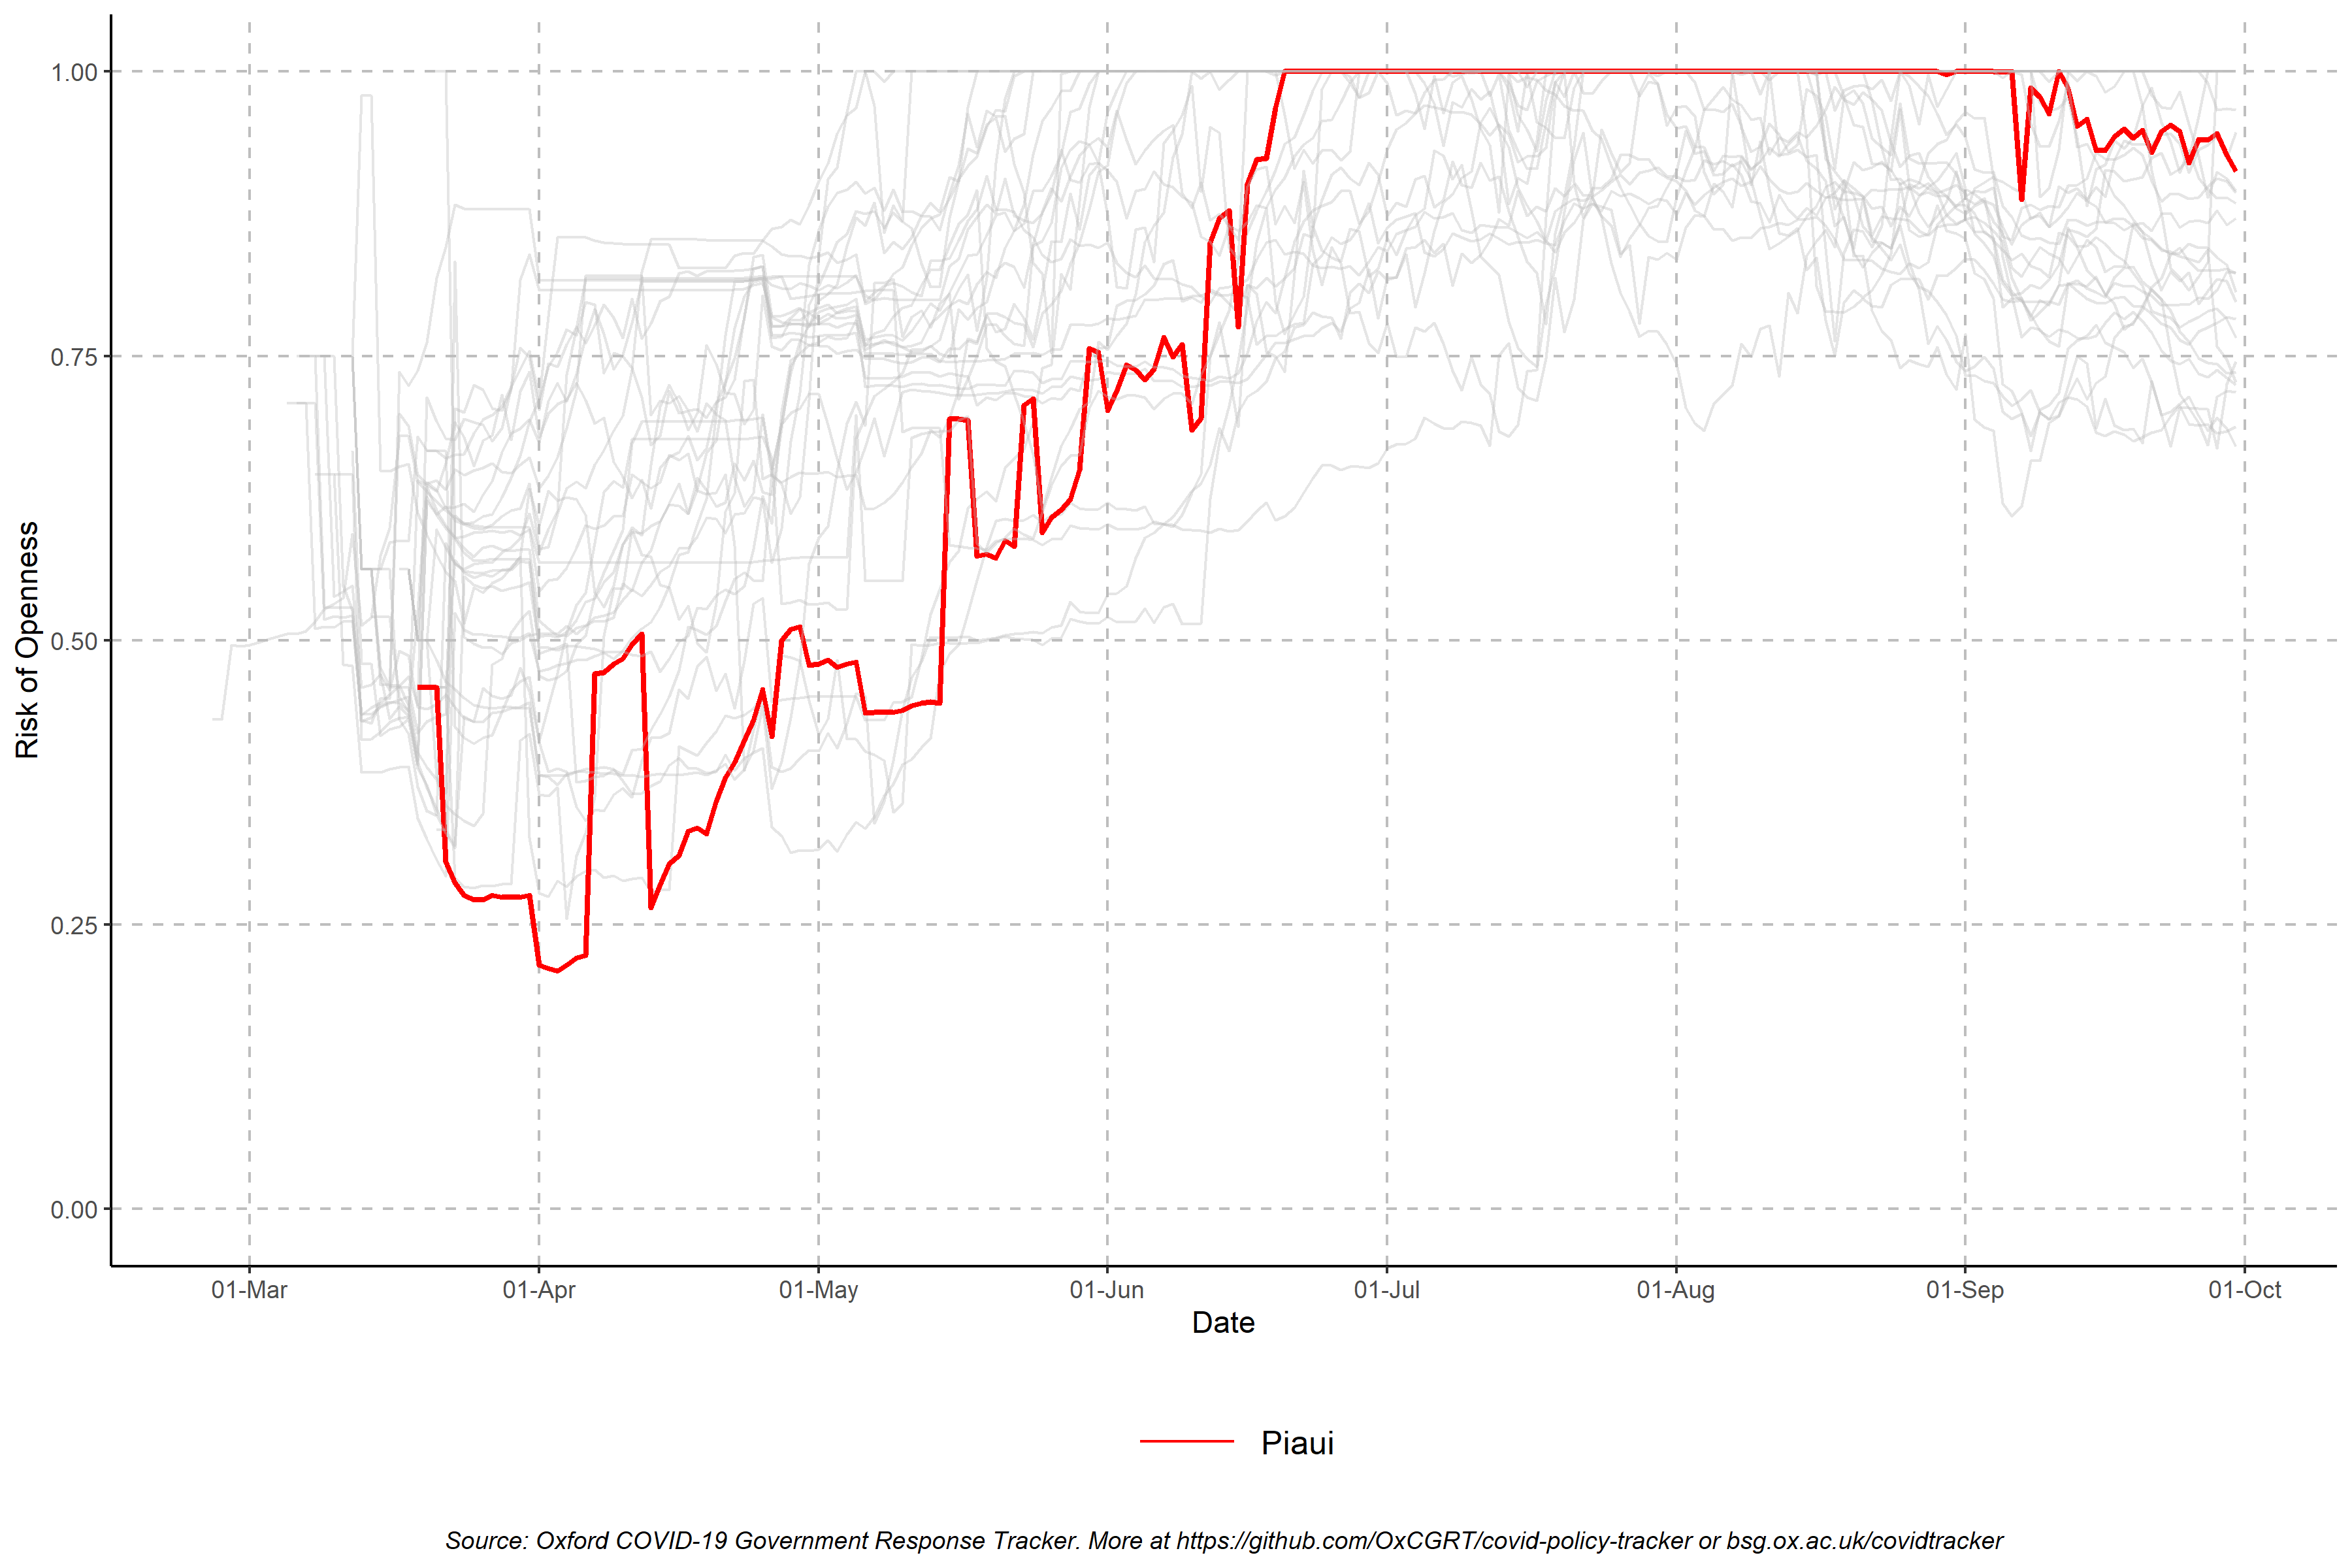 1.00
0.75
0.50
0.25
0.00
Risk of Openness
01-Mar 01-Apr 01-May 01-Jun 01-Jul 01-Aug 01-Sep 01-Oct
Date
Piaui
Source: Oxford COVID-19 Government Response Tracker. More at https://github.com/OxCGRT/covid-policy-tracker or bsg.ox.ac.uk/covidtracker